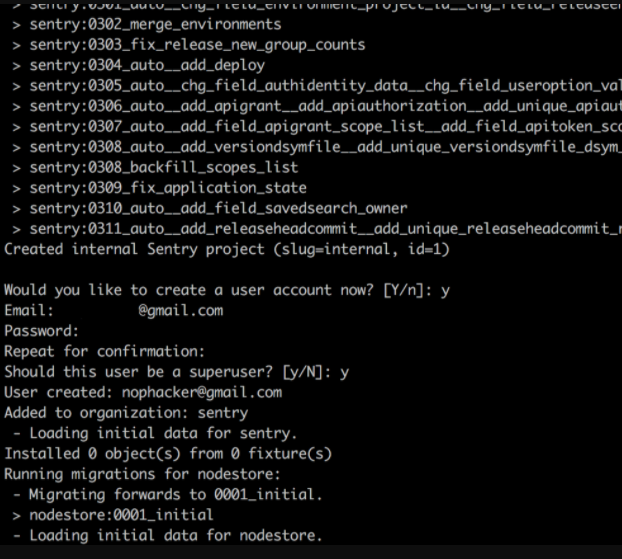 > sentry:0302_merge_environments
> sentry:0303_fix_release_new_group_counts
> sentry:0304_auto__add_deploy
> sentry:0305_auto__chg_field_authidentity_data__chg_field_useroption_val
> sentry:0306_auto__add_apigrant__add_apiauthorization__add_unique_apiaut
> sentry:0307_auto__add_field_apigrant_scope_list__add_field_apitoken_sco
> sentry:0308_auto__add_versiondsymfile__add_unique_versiondsymfile_dsym_
> sentry:0308_backfill_scopes_list
> sentry:0309_fix_application_state
> sentry:0310_auto__add_field_savedsearch_owner
> sentry:0311_auto__add_releaseheadcommit__add_unique_releaseheadcommit_r
Created internal Sentry project (slug=internal, id=1)
Would you like to create a user account now? [Y/n]: y
Email: @gmail.com
Password:
Repeat for confirmation:
Should this user be a superuser? [y/N]: y
User created: nophacker@gmail.com
Added to organization: sentry
- Loading initial data for sentry.
Installed 0 object(s) from 0 fixture(s)
Running migrations for nodestore:
- Migrating forwards to 0001_initial.
> nodestore:0001_initial
- Loading initial data for nodestore.